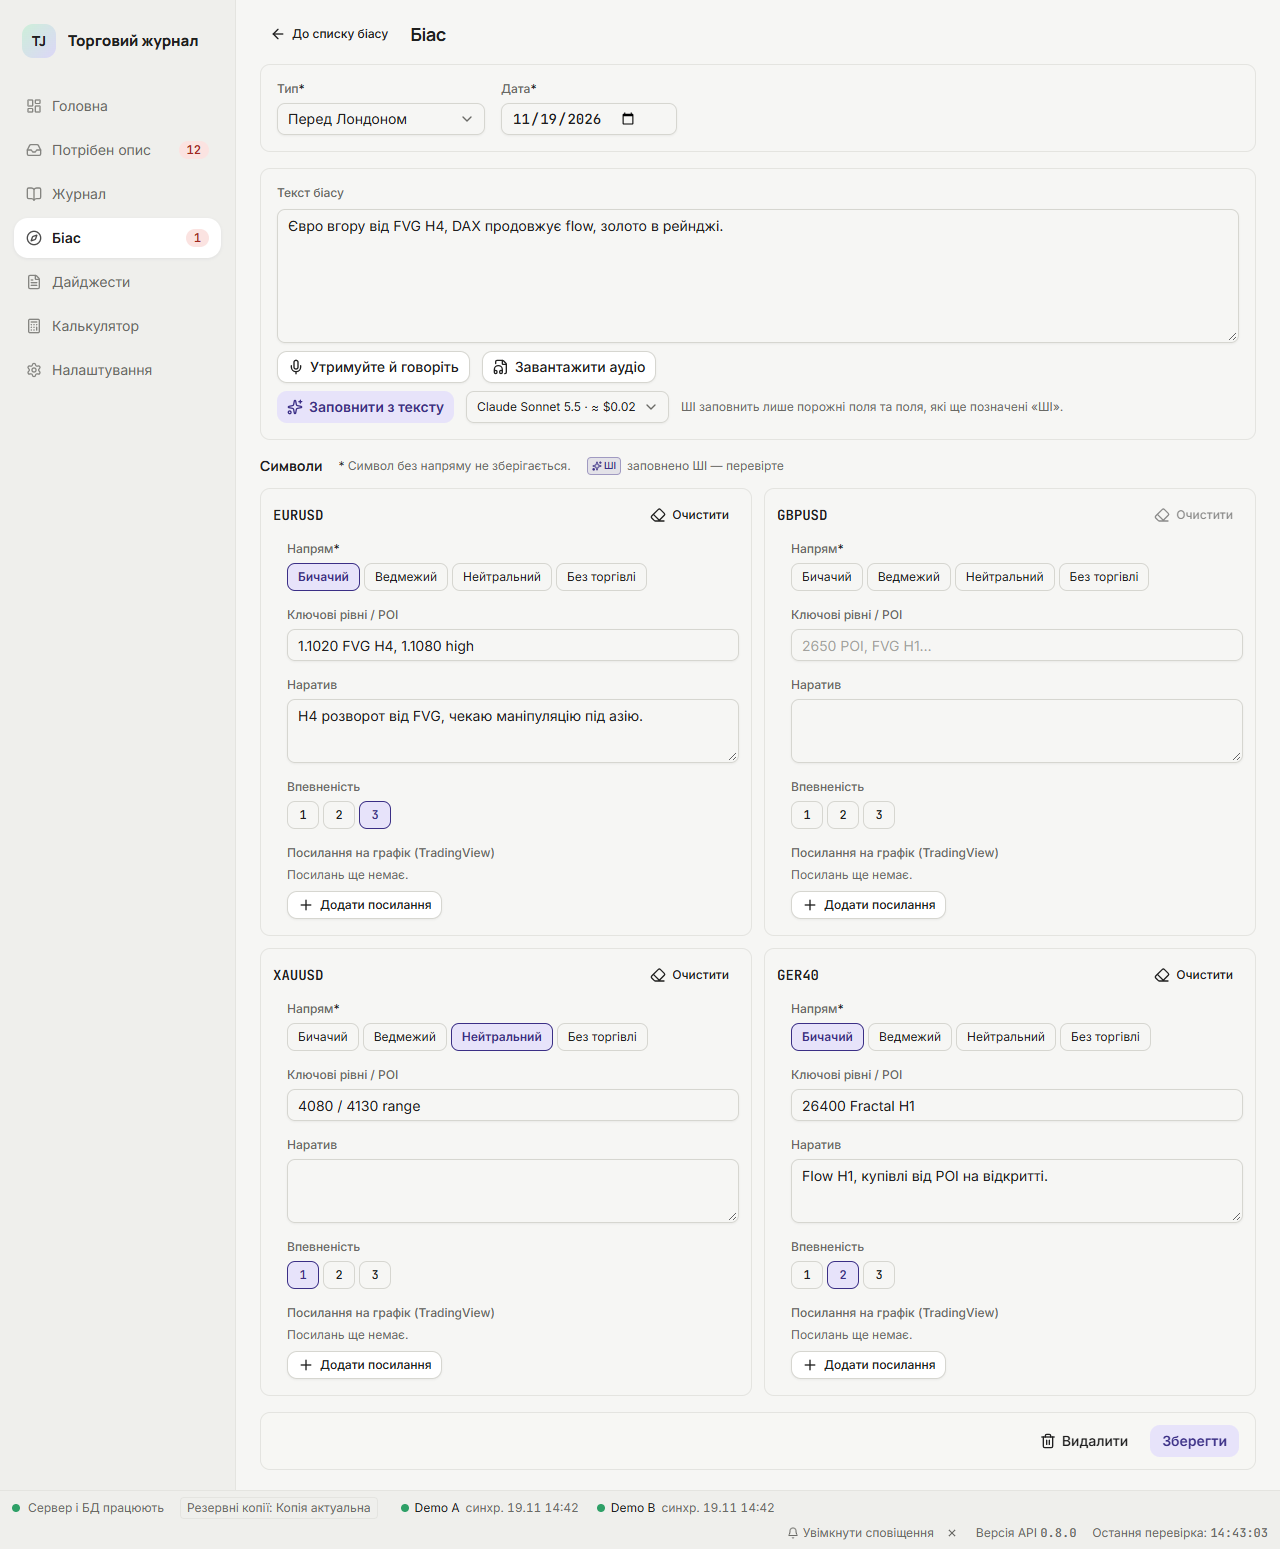 TJ Торговий журнал
Головна
Потрібен опис 12
Журнал
Біас 1
Дайджести
Калькулятор
Налаштування
До списку біасу Біас
Тип* Дата*
Перед Лондоном 11/19/2026
Текст біасу
Євро вгору від FVG H4, DAX продовжує flow, золото в рейнджі.
Утримуйте й говоріть Завантажити аудіо
Заповнити з тексту Claude Sonnet 5.5 · ≈ $0.02 ШІ заповнить лише порожні поля та поля, які ще позначені «ШІ».
Символи * Символ без напряму не зберігається. ШІ заповнено ШІ — перевірте
EURUSD Очистити
Напрям*
Бичачий Ведмежий Нейтральний Без торгівлі
Ключові рівні / POI
1.1020 FVG H4, 1.1080 high
Наратив
H4 розворот від FVG, чекаю маніпуляцію під азію.
Впевненість
1 2 3
Посилання на графік (TradingView)
Посилань ще немає.
Додати посилання
GBPUSD Очистити
Напрям*
Бичачий Ведмежий Нейтральний Без торгівлі
Ключові рівні / POI
2650 POI, FVG H1...
Наратив
Впевненість
1 2 3
Посилання на графік (TradingView)
Посилань ще немає.
Додати посилання
XAUUSD Очистити
Напрям*
Бичачий Ведмежий Нейтральний Без торгівлі
Ключові рівні / POI
4080 / 4130 range
Наратив
Впевненість
1 2 3
Посилання на графік (TradingView)
Посилань ще немає.
Додати посилання
GER40 Очистити
Напрям*
Бичачий Ведмежий Нейтральний Без торгівлі
Ключові рівні / POI
26400 Fractal H1
Наратив
Flow H1, купівлі від POI на відкритті.
Впевненість
1 2 3
Посилання на графік (TradingView)
Посилань ще немає.
Додати посилання
Видалити Зберегти
Сервер і БД працюють Резервні копії: Копія актуальна Demo A синхр. 19.11 14:42 Demo B синхр. 19.11 14:42
Увімкнути сповіщення × Версія API 0.8.0 Остання перевірка: 14:43:03